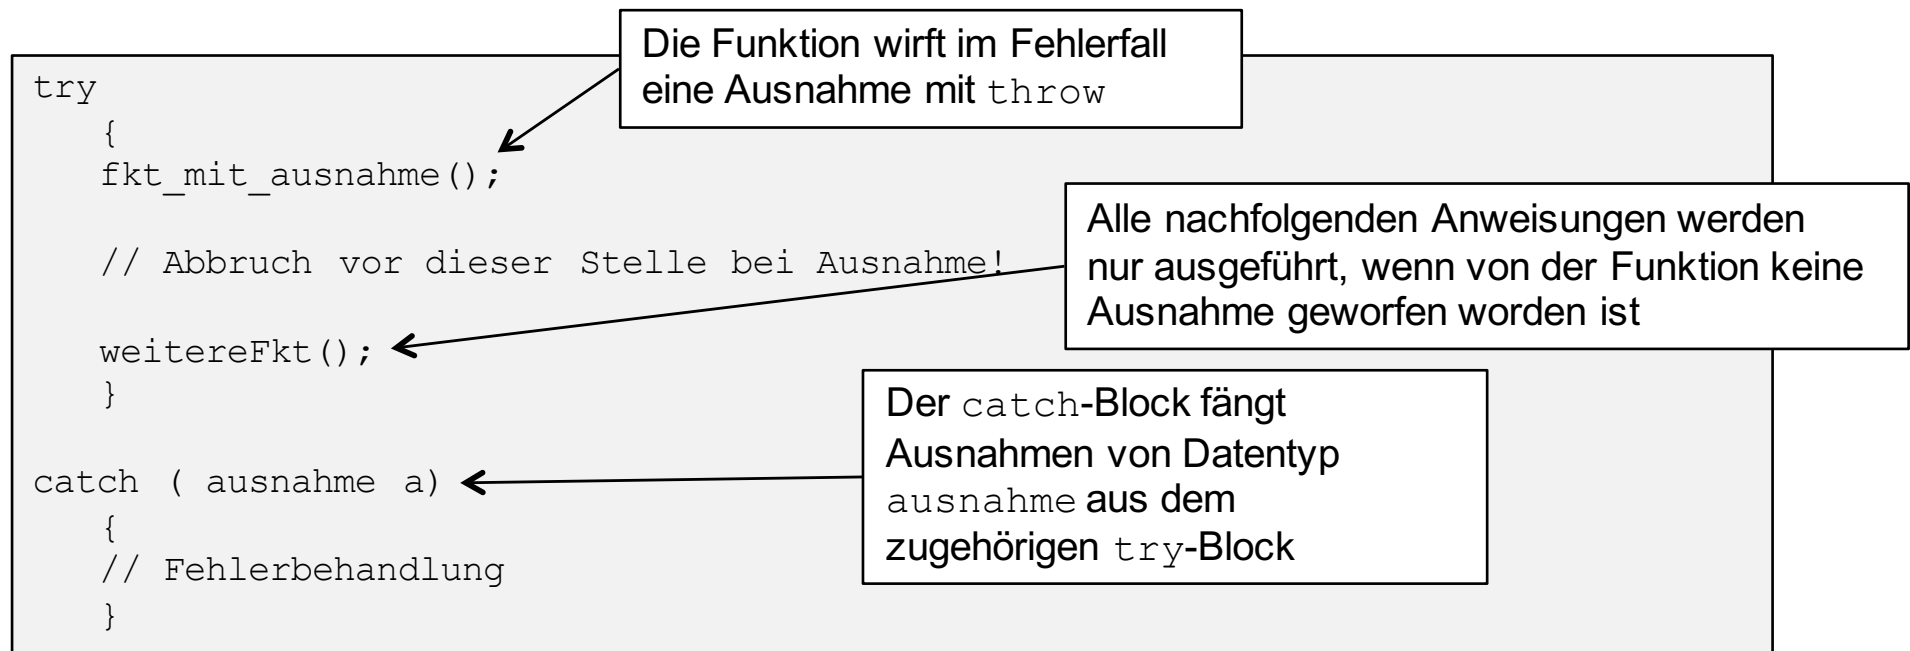 Die Funktion wirft im Fehlerfall
eine Ausnahme mit throw
try
{
fkt_mit_ausnahme();
// Abbruch vor dieser Stelle bei Ausnahme!
Alle nachfolgenden Anweisungen werden
nur ausgeführt, wenn von der Funktion keine
Ausnahme geworfen worden ist
weitereFkt();
}
Der catch-Block fängt
Ausnahmen von Datentyp
ausnahme aus dem
zugehörigen try-Block
catch ( ausnahme a)
{
// Fehlerbehandlung
}